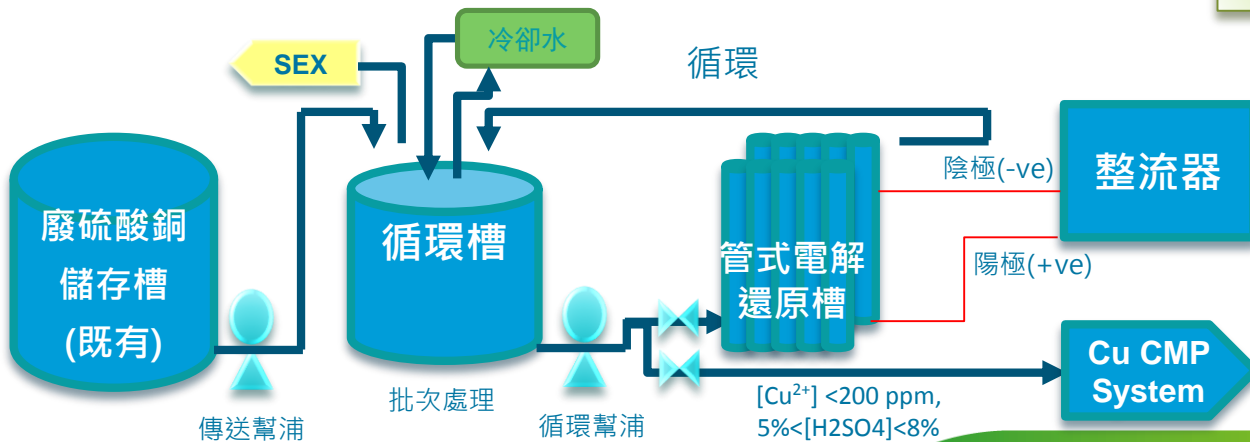 冷卻水
SEX
循環
廢硫酸銅
儲存槽
(既有)
循環槽
管式電解
還原槽
陰極(-ve)
整流器
陽極(+ve)
Cu CMP
System
[Cu²⁺] <200 ppm,
5%<[H2SO4]<8%
批次處理
傳送幫浦
循環幫浦